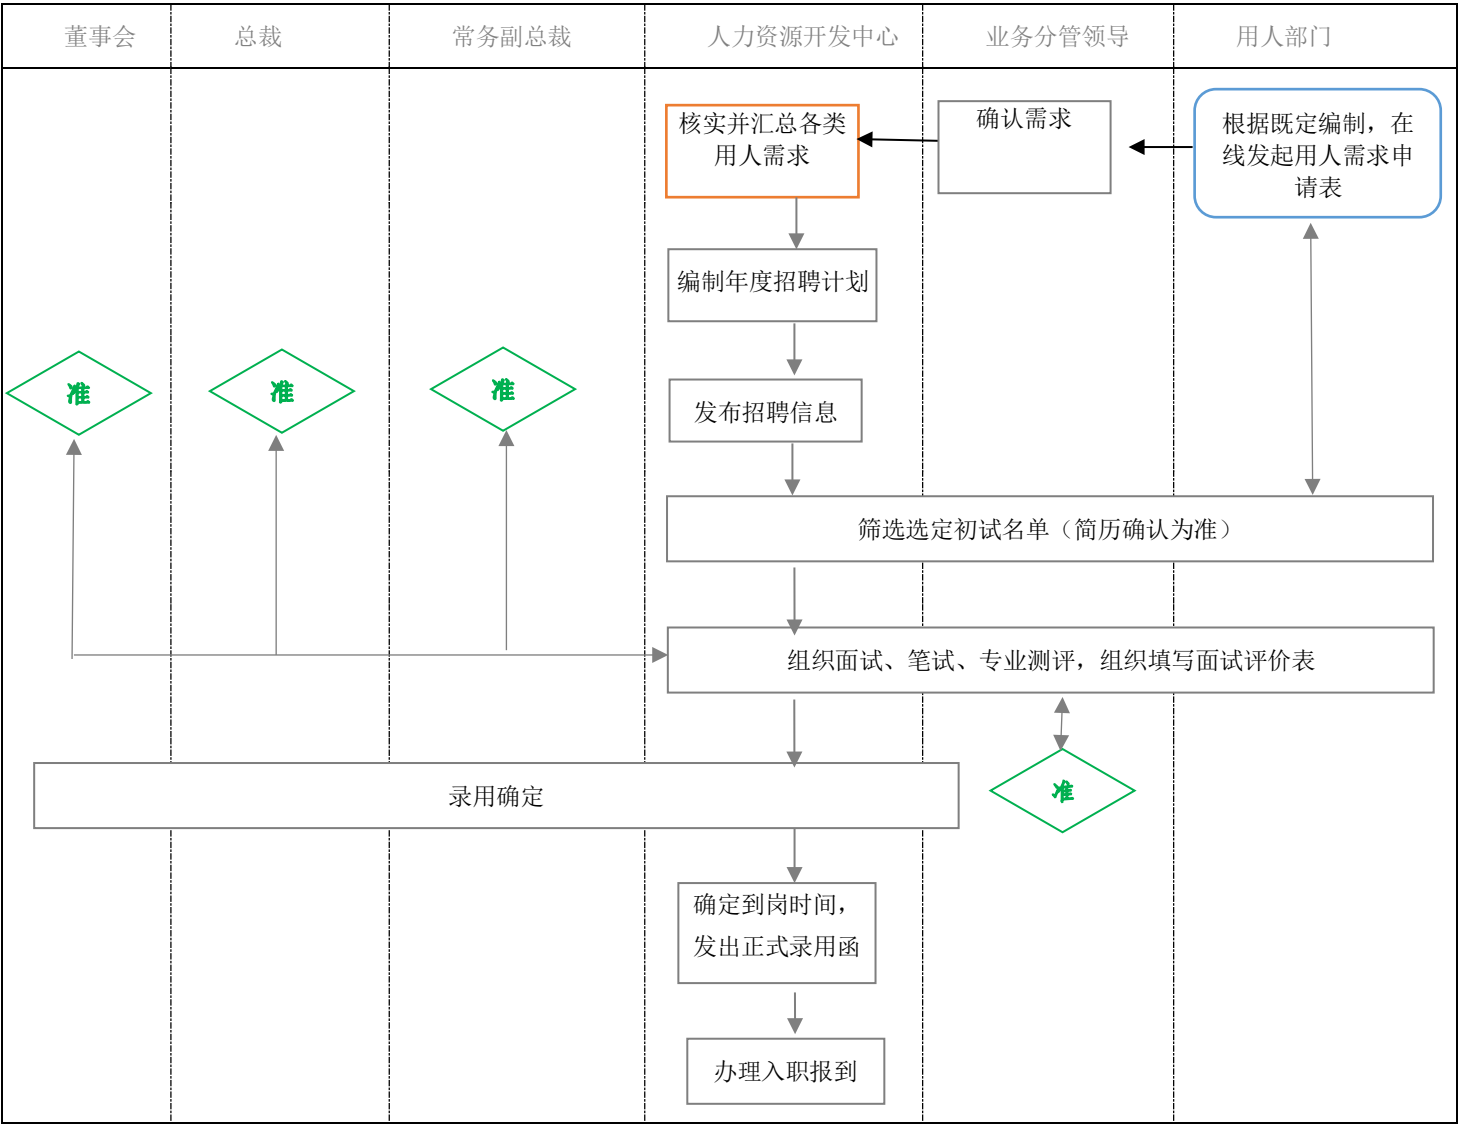 董事会
总裁
常务副总裁
人力资源开发中心
业务分管领导
用人部门
核实并汇总各类
用人需求
确认需求
根据既定编制，在
线发起用人需求申
请表
编制年度招聘计划
准
准
准
发布招聘信息
筛选选定初试名单（简历确认为准）
组织面试、笔试、专业测评，组织填写面试评价表
录用确定
准
确定到岗时间，
发出正式录用函
办理入职报到